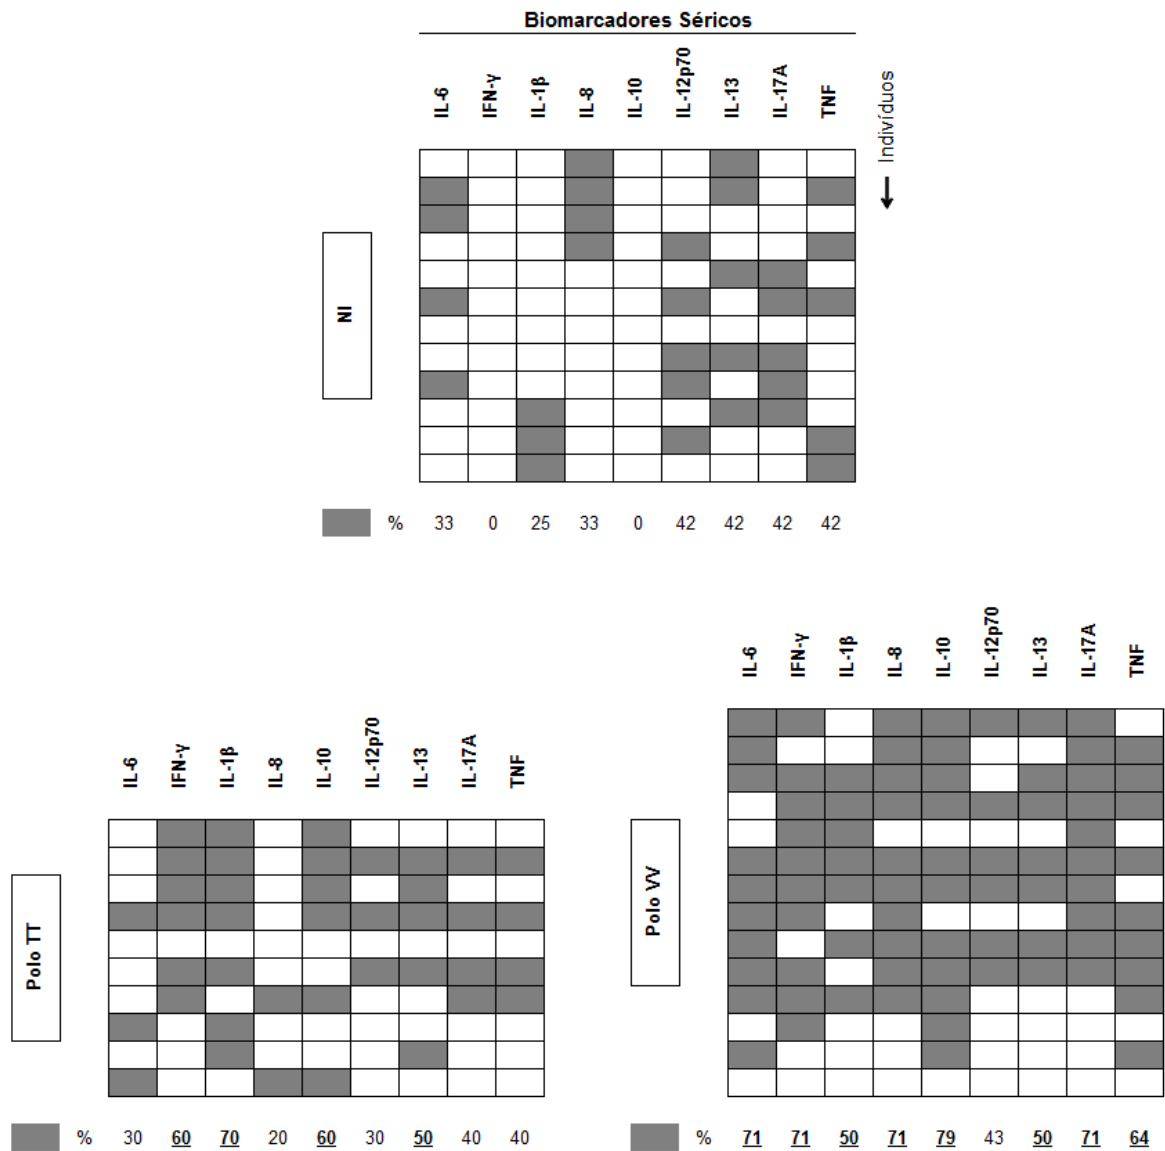 Biomarcadores Séricos
IL-6 IFN-γ IL-1β IL-8 IL-10 IL-12p70 IL-13 IL-17A TNF
Indivíduos
NI
% 33 0 25 33 0 42 42 42 42
IL-6 IFN-γ IL-1β IL-8 IL-10 IL-12p70 IL-13 IL-17A TNF
Polo TT
% 30 60 70 20 60 30 50 40 40
IL-6 IFN-γ IL-1β IL-8 IL-10 IL-12p70 IL-13 IL-17A TNF
Polo VV
% 71 71 50 71 79 43 50 71 64